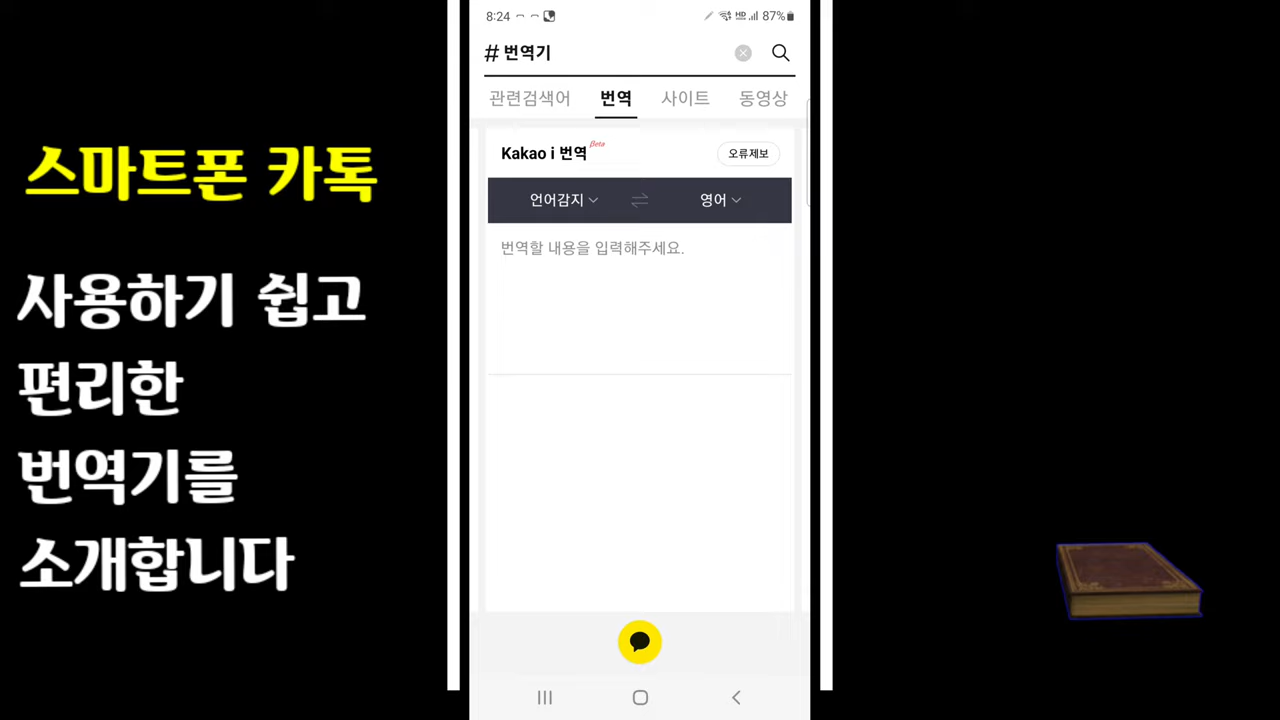 스마트폰 카톡
사용하기 쉽고
편리한
번역기를
소개합니다
8:24
87%
# 번역기
관련검색어 번역 사이트 동영상
Kakao i 번역 Beta
오류제보
언어감지 영어
번역할 내용을 입력해주세요.